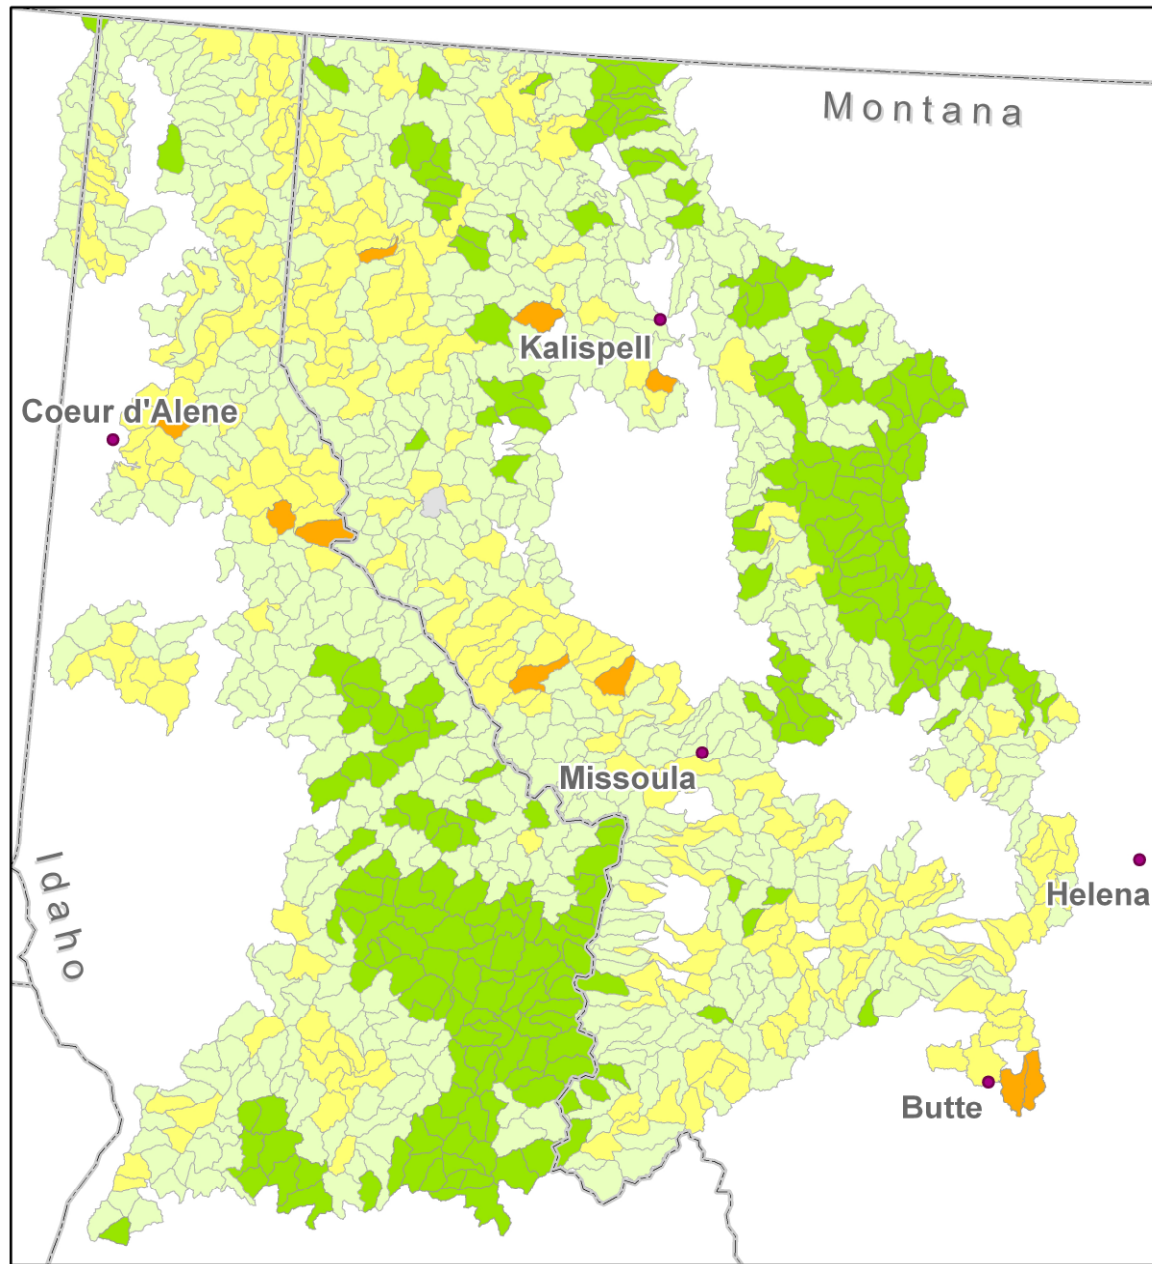 Montana
Kalispell
Coeur d'Alene
Missoula
Idaho
Helena
Butte